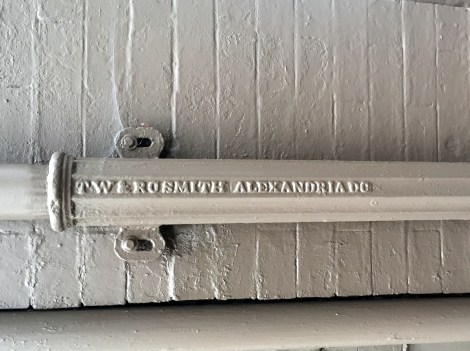 T.W & R.C SMITH ALEXANDRIA DC